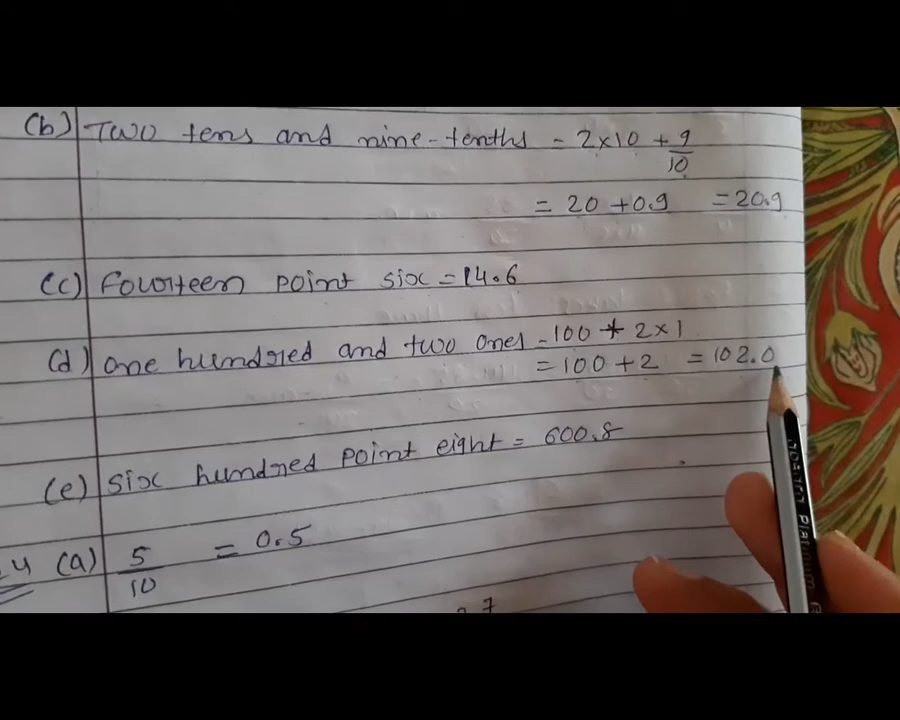 (b) Two tens and nine-tenths = 2×10 + 9/10
= 20 + 0.9 = 20.9
(c) Fourteen point six = 14.6
(d) one hundred and two ones = 100 + 2×1
= 100 + 2 = 102.0
(e) six hundred point eight = 600.8
(a) 5/10 = 0.5